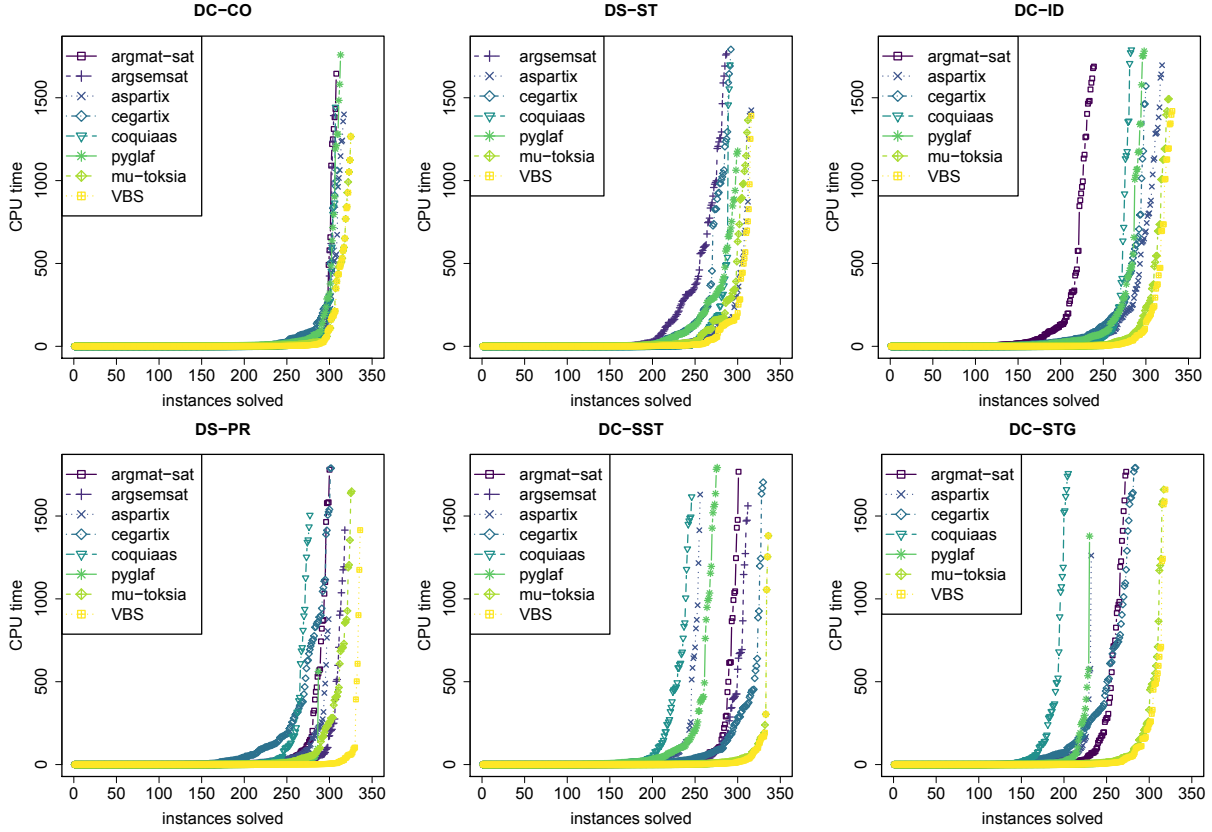 DC−CO
argmat−sat
argsemsat
aspartix
cegartix
coquiaas
pyglaf
mu−toksia
VBS
0
500
1000
1500
CPU time
0 50 100 150 200 250 300 350
instances solved
DS−ST
argsemsat
aspartix
cegartix
coquiaas
pyglaf
mu−toksia
VBS
0
500
1000
1500
CPU time
0 50 100 150 200 250 300 350
instances solved
DC−ID
argmat−sat
aspartix
cegartix
coquiaas
pyglaf
mu−toksia
VBS
0
500
1000
1500
CPU time
0 50 100 150 200 250 300 350
instances solved
DS−PR
argmat−sat
argsemsat
aspartix
cegartix
coquiaas
pyglaf
mu−toksia
VBS
0
500
1000
1500
CPU time
0 50 100 150 200 250 300 350
instances solved
DC−SST
argmat−sat
argsemsat
aspartix
cegartix
coquiaas
pyglaf
mu−toksia
VBS
0
500
1000
1500
CPU time
0 50 100 150 200 250 300 350
instances solved
DC−STG
argmat−sat
aspartix
cegartix
coquiaas
pyglaf
mu−toksia
VBS
0
500
1000
1500
CPU time
0 50 100 150 200 250 300 350
instances solved